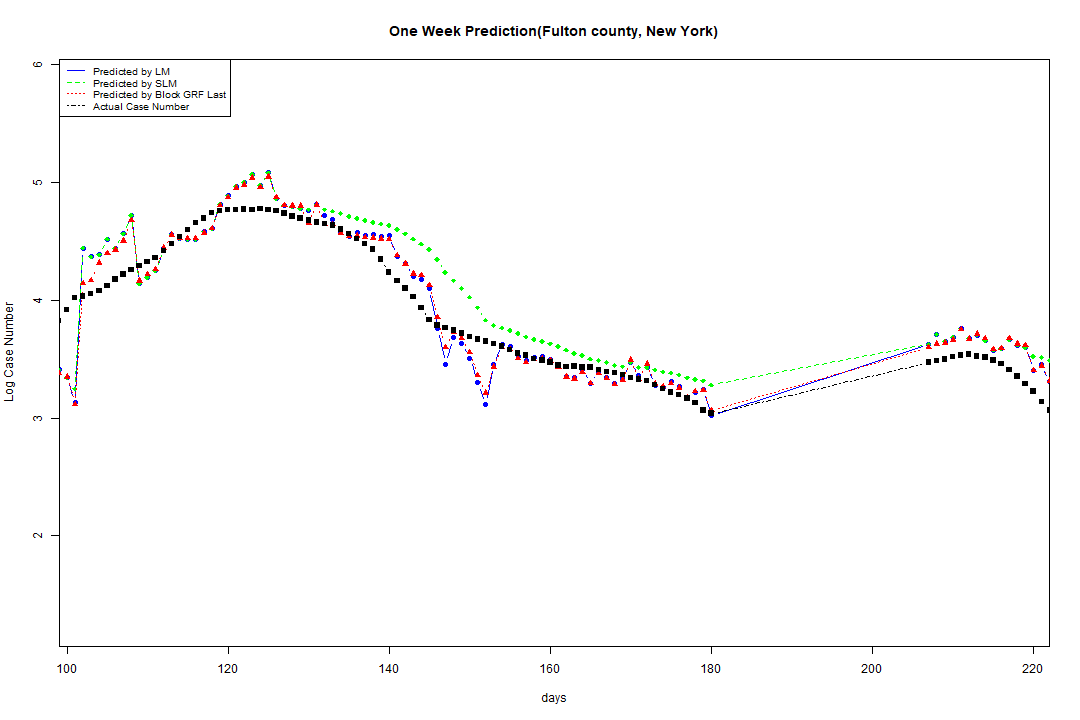 One Week Prediction(Fulton county, New York)
Predicted by LM
Predicted by SLM
Predicted by Block GRF Last
Actual Case Number
6
5
4
3
2
Log Case Number
100 120 140 160 180 200 220
days